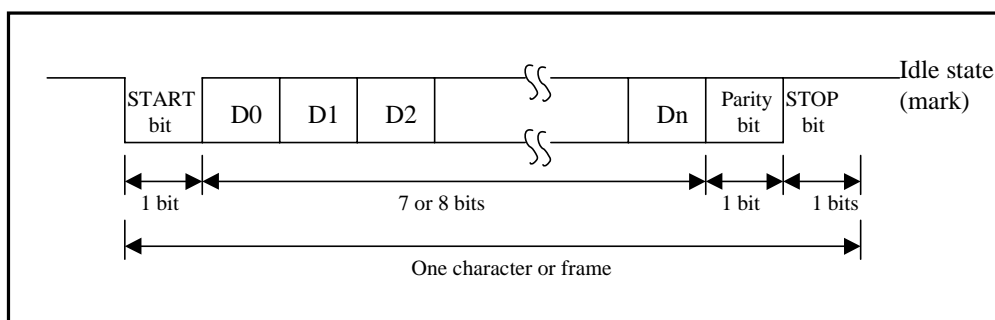 Idle state
(mark)
START
bit
D0
D1
D2
Dn
Parity
bit
STOP
bit
1 bit
7 or 8 bits
1 bit
1 bits
One character or frame